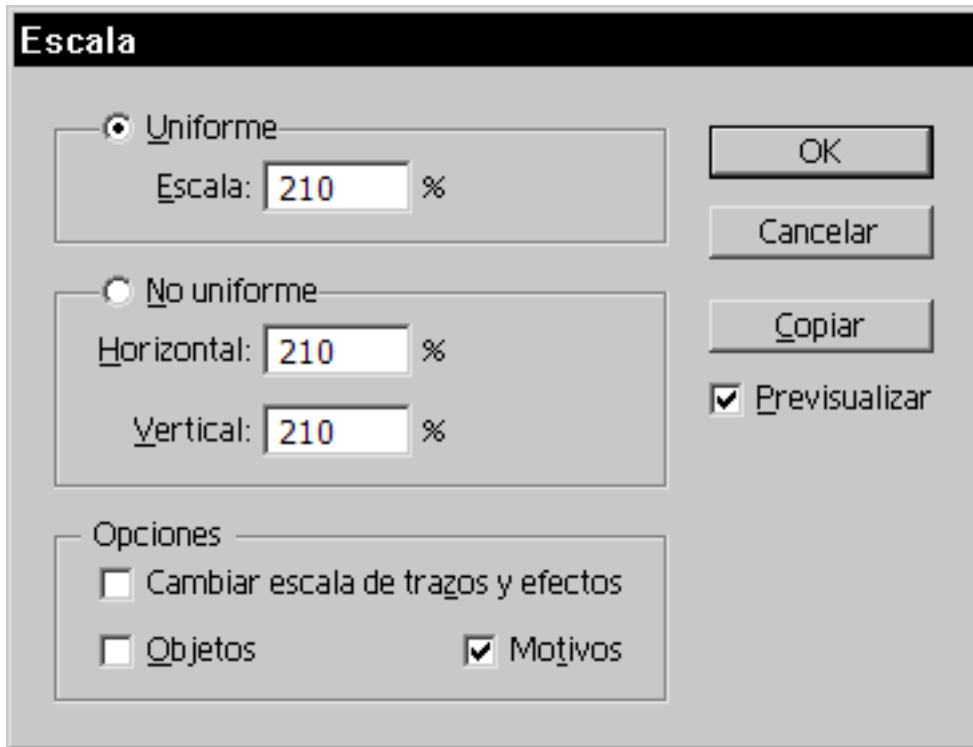 Escala
Uniforme
Escala: 210 %
No uniforme
Horizontal: 210 %
Vertical: 210 %
Opciones
Cambiar escala de trazos y efectos
Objetos Motivos
OK
Cancelar
Copiar
Previsualizar